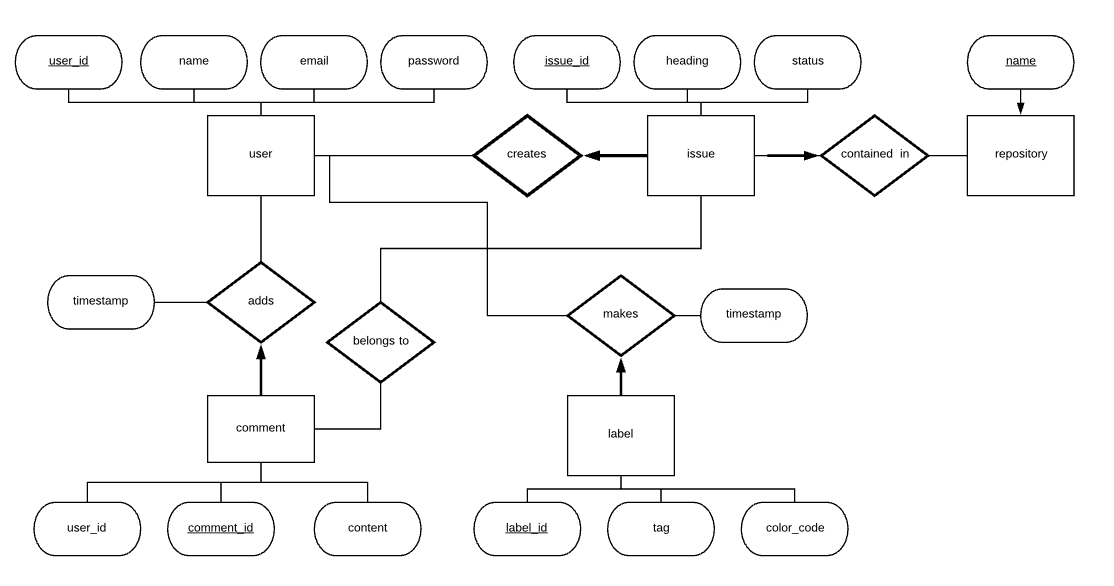 user_id
name
email
password
issue_id
heading
status
name
user
creates
issue
contained in
repository
timestamp
adds
belongs to
makes
timestamp
comment
label
user_id
comment_id
content
label_id
tag
color_code